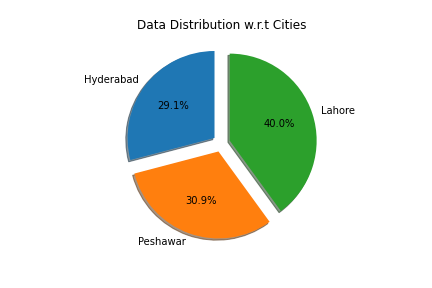 Data Distribution w.r.t Cities
Hyderabad
29.1%
Lahore
40.0%
30.9%
Peshawar